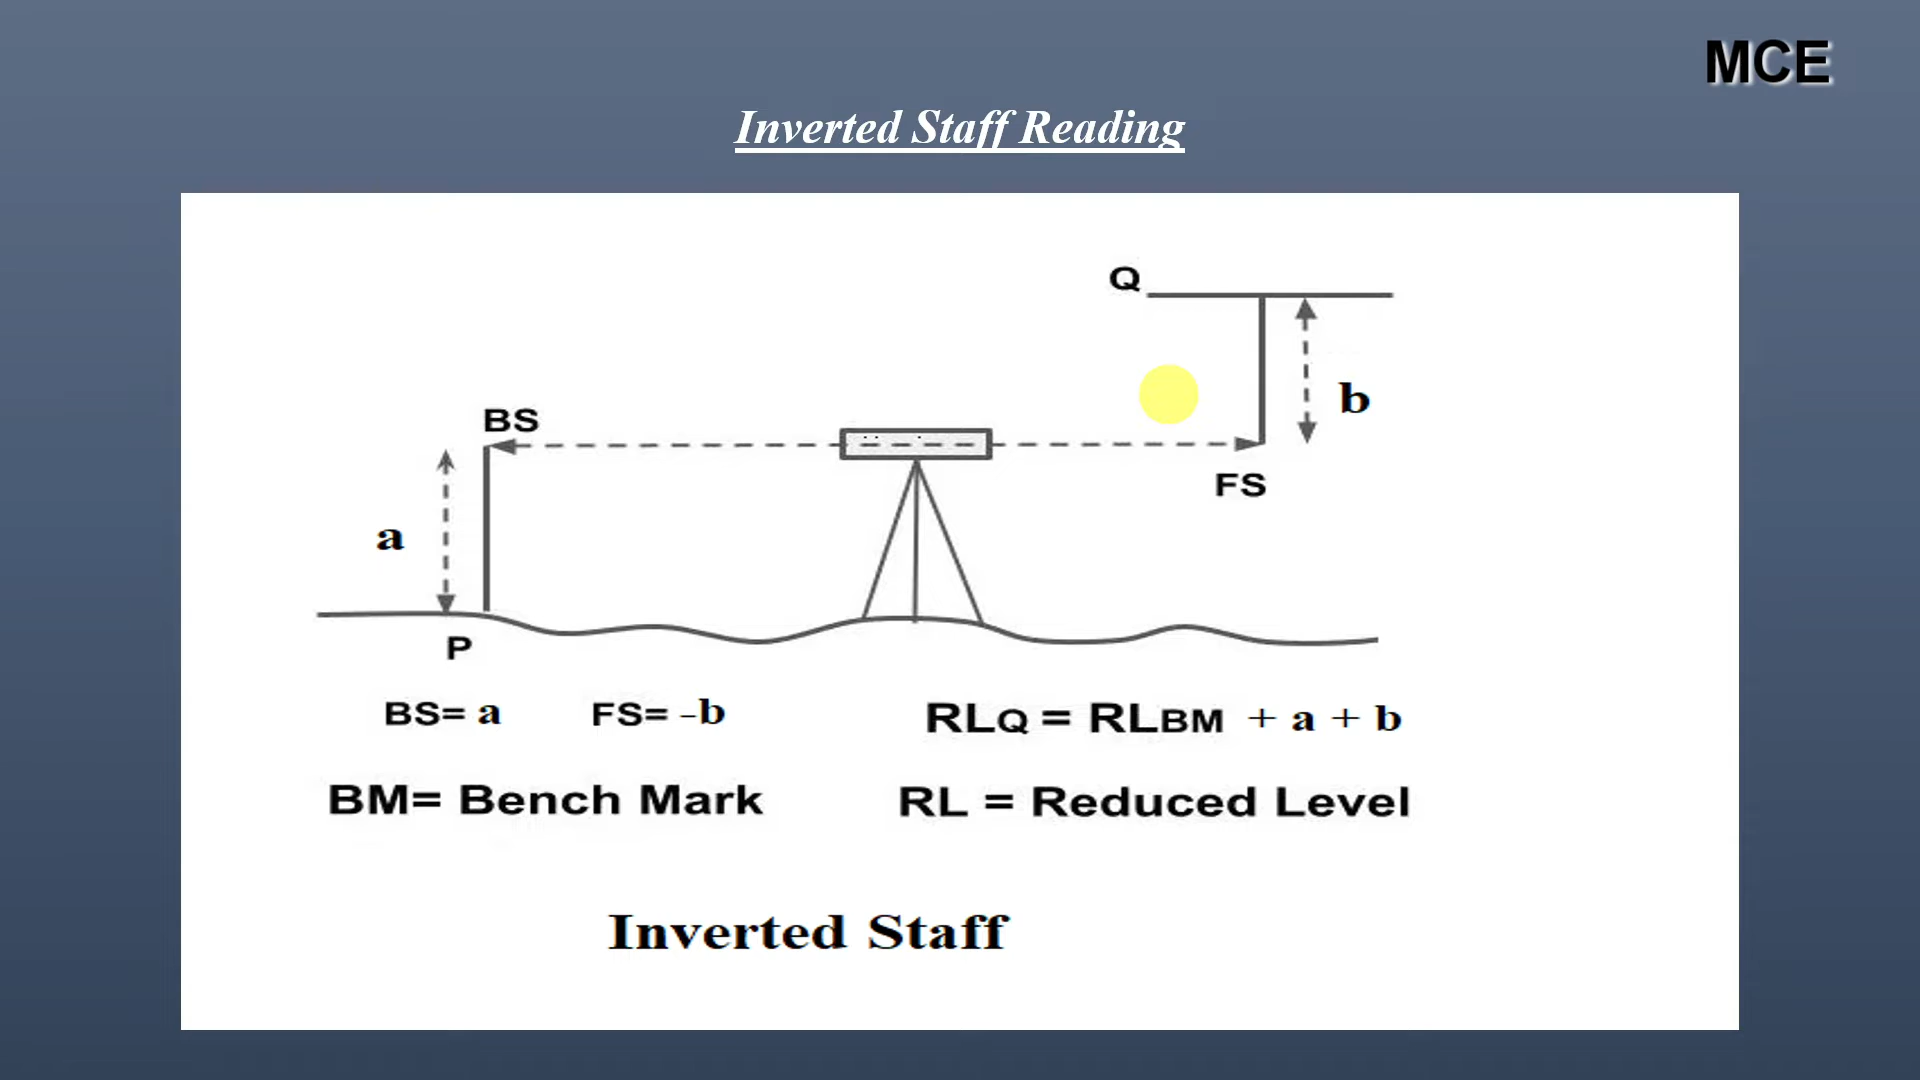 MCE
Inverted Staff Reading
Q
b
BS
FS
a
P
BS= a FS= -b RLQ = RLBM + a + b
BM= Bench Mark RL = Reduced Level
Inverted Staff